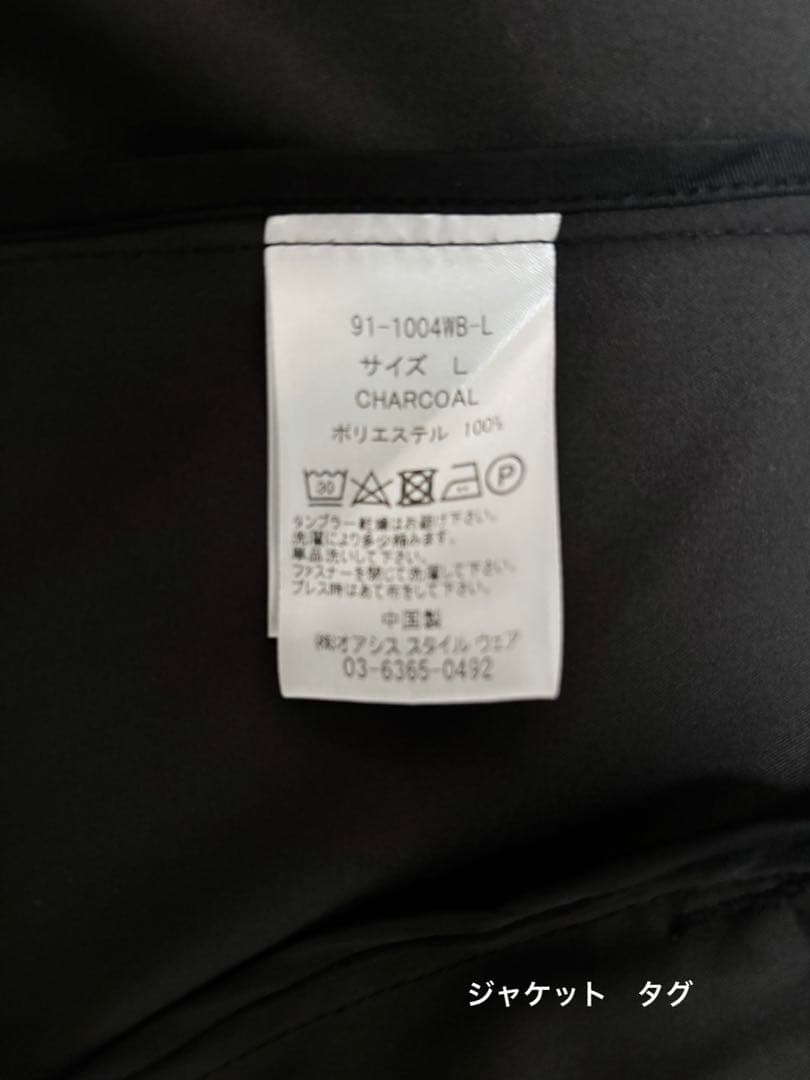 91-1004WB-L
サイズ L
CHARCOAL
ポリエステル 100%
30
P
タンブラー乾燥はお避け下さい。
洗濯により多少縮みます。
単品洗いして下さい。
ファスナーを閉じて洗濯して下さい。
プレス時はあて布をして下さい。
中国製
㈱オアシス スタイル ウェア
03-6365-0492
ジャケット　タグ